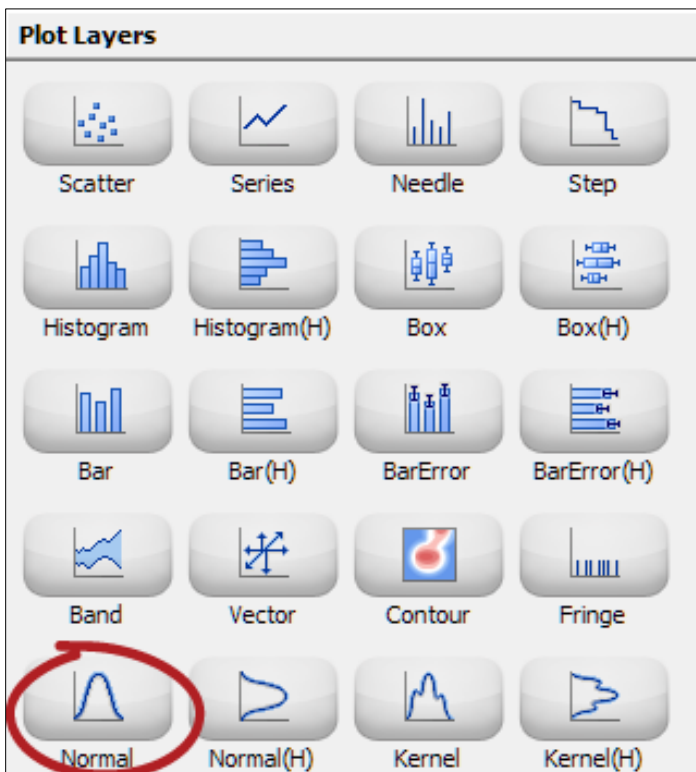 Plot Layers
Scatter Series Needle Step
Histogram Histogram(H) Box Box(H)
Bar Bar(H) BarError BarError(H)
Band Vector Contour Fringe
Normal Normal(H) Kernel Kernel(H)